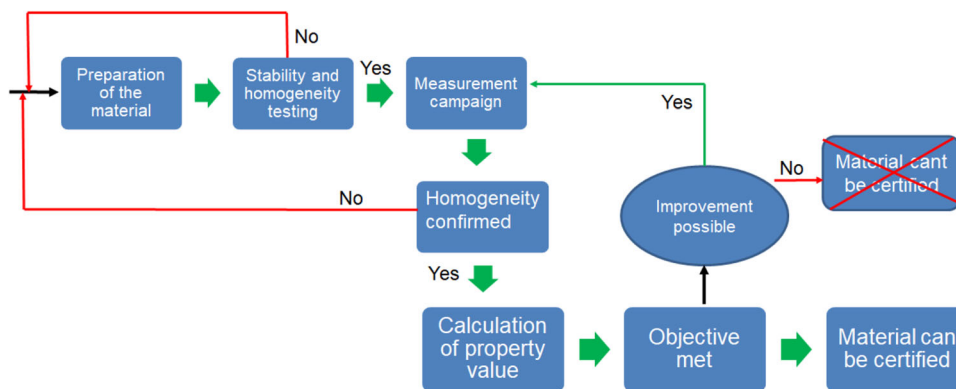 No
Preparation
of the
material
Stability and
homogeneity
testing
Yes
Measurement
campaign
Yes
No
Material cant
be certified
No
Homogeneity
confirmed
Improvement
possible
Yes
Calculation
of property
value
Objective
met
Material can
be certified